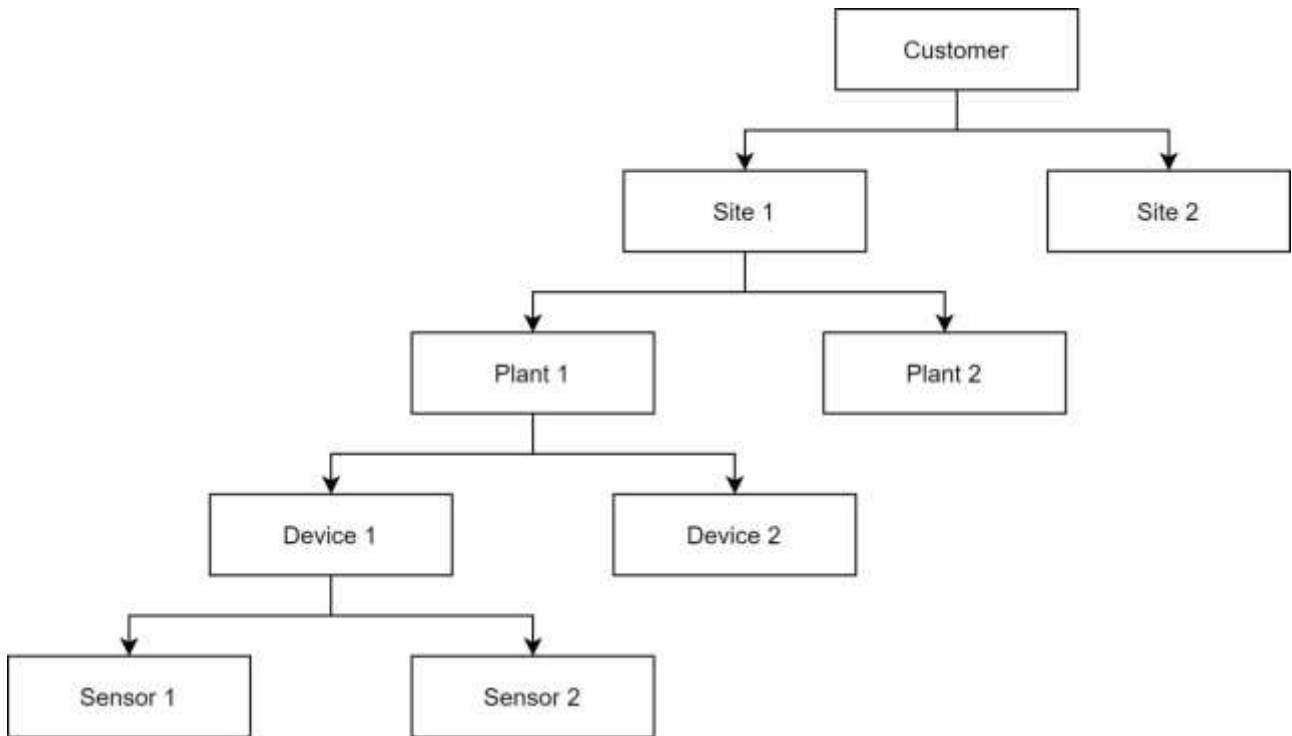 Customer
Site 1
Site 2
Plant 1
Plant 2
Device 1
Device 2
Sensor 1
Sensor 2